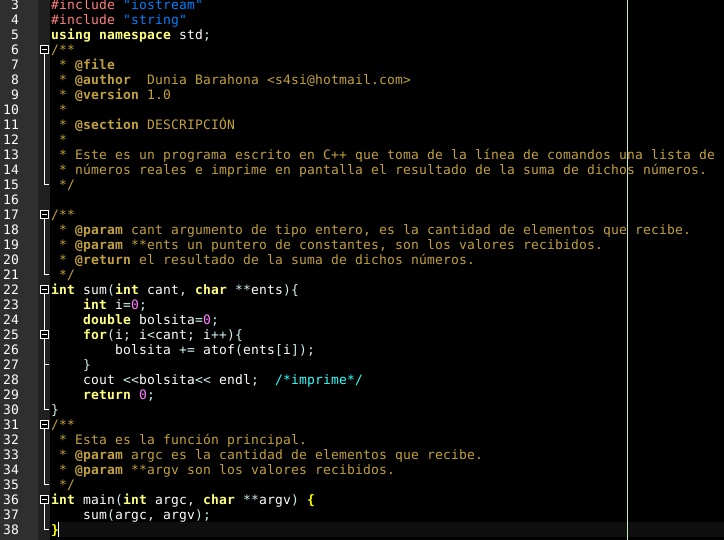 3 #include "iostream"
4 #include "string"
5 using namespace std;
6 /**
7 * @file
8 * @author  Dunia Barahona <s4si@hotmail.com>
9 * @version 1.0
10 *
11 * @section DESCRIPCIÓN
12 *
13 * Este es un programa escrito en C++ que toma de la línea de comandos una lista de
14 * números reales e imprime en pantalla el resultado de la suma de dichos números.
15 */
16
17 /**
18 * @param cant argumento de tipo entero, es la cantidad de elementos que recibe.
19 * @param **ents un puntero de constantes, son los valores recibidos.
20 * @return el resultado de la suma de dichos números.
21 */
22 int sum(int cant, char **ents){
23     int i=0;
24     double bolsita=0;
25     for(i; i<cant; i++){
26         bolsita += atof(ents[i]);
27     }
28     cout <<bolsita<< endl;  /*imprime*/
29     return 0;
30 }
31 /**
32 * Esta es la función principal.
33 * @param argc es la cantidad de elementos que recibe.
34 * @param **argv son los valores recibidos.
35 */
36 int main(int argc, char **argv) {
37     sum(argc, argv);
38 }